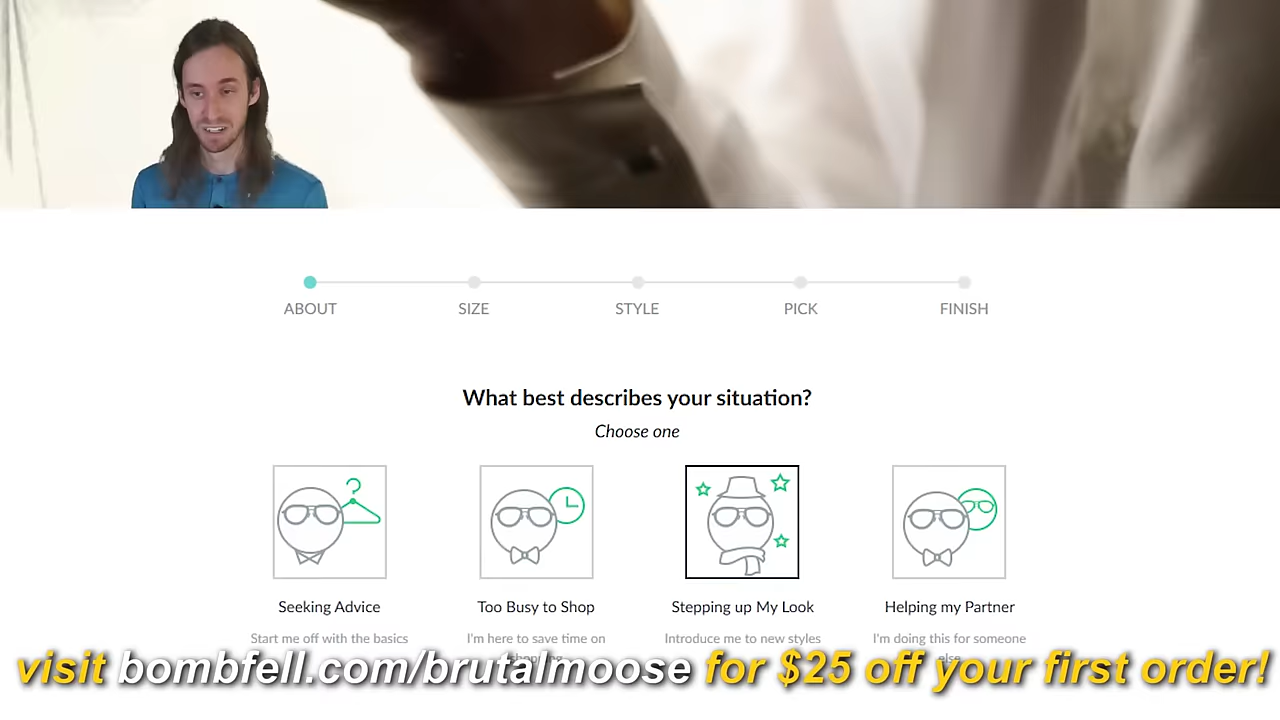 ABOUT SIZE STYLE PICK FINISH
What best describes your situation?
Choose one
Seeking Advice Too Busy to Shop Stepping up My Look Helping my Partner
Start me off with the basics I'm here to save time on Introduce me to new styles I'm doing this for someone
shopping else
visit bombfell.com/brutalmoose for $25 off your first order!